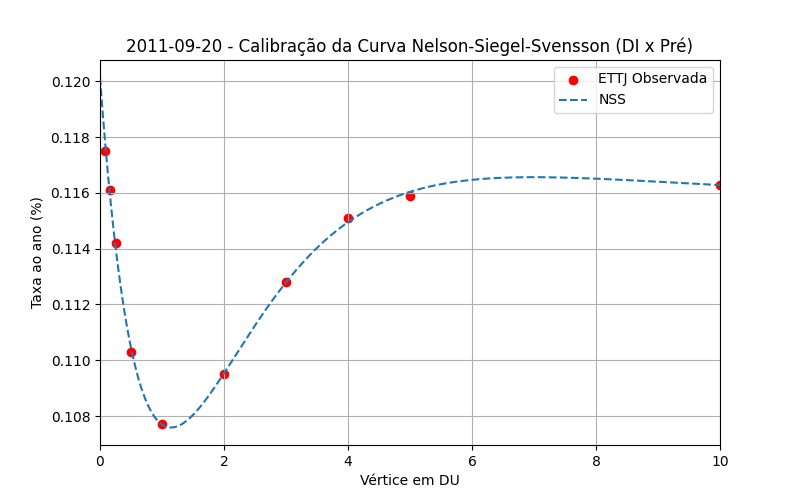 2011-09-20 - Calibração da Curva Nelson-Siegel-Svensson (DI x Pré)
ETTJ Observada
NSS
Taxa ao ano (%)
0.120
0.118
0.116
0.114
0.112
0.110
0.108
0
2
4
6
8
10
Vértice em DU